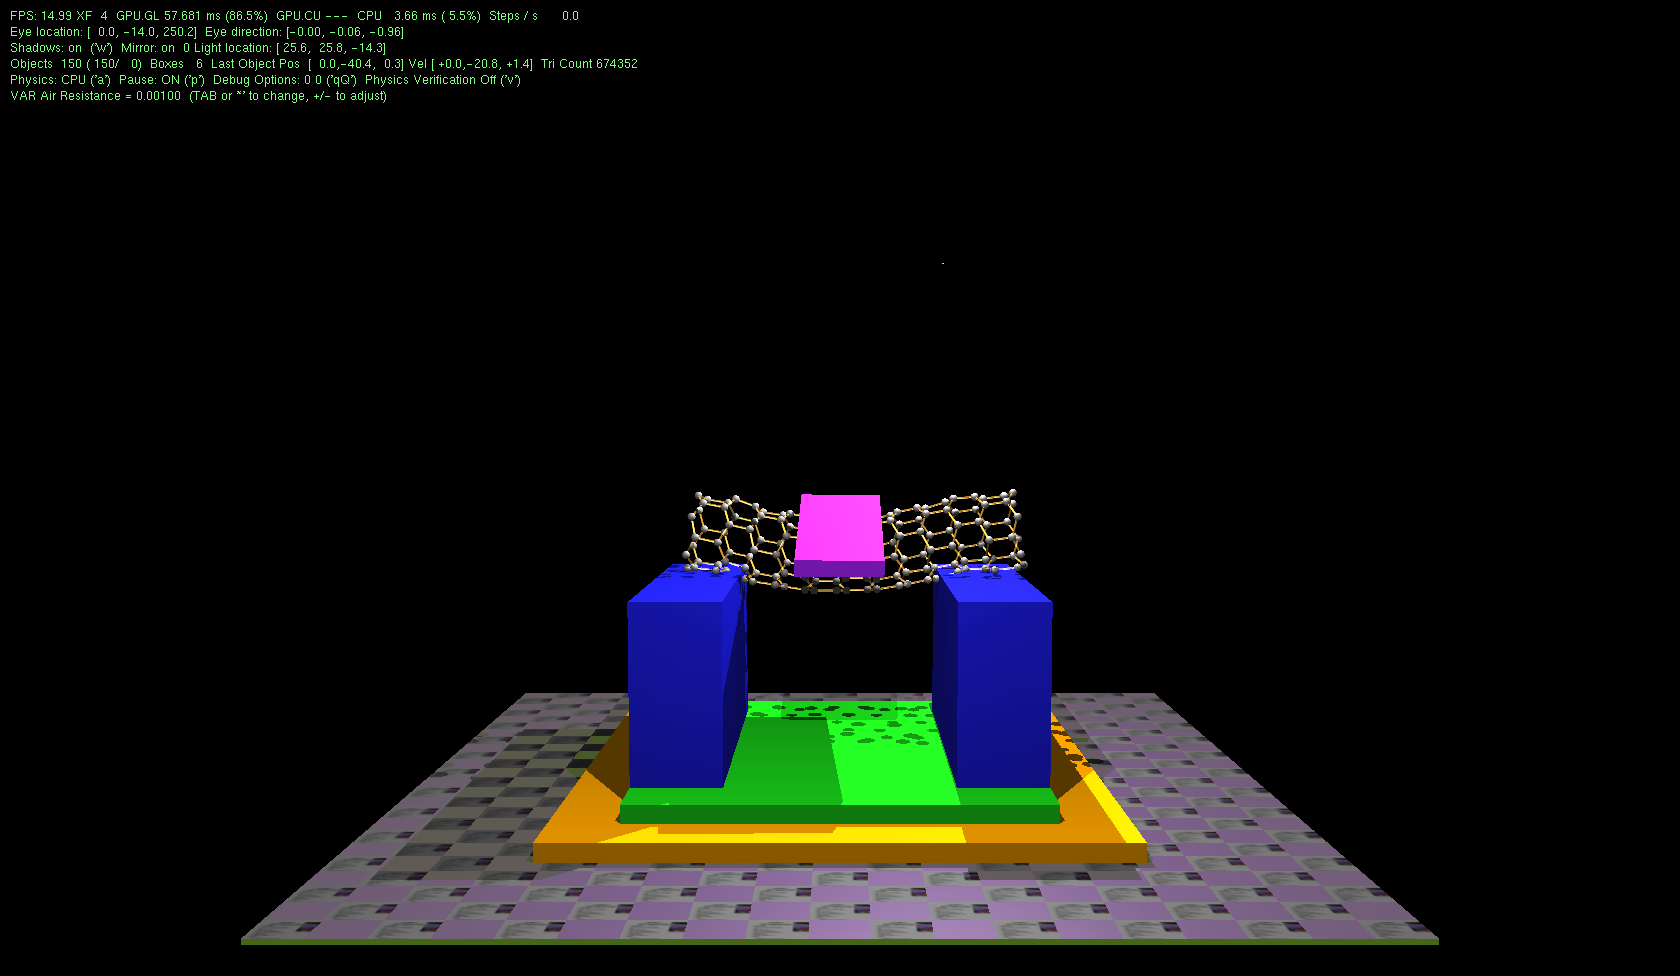 FPS: 14.99 XF 4 GPU.GL 57.681 ms (86.5%) GPU.CU --- CPU 3.66 ms ( 5.5%) Steps / s 0.0
Eye location: [ 0.0, -14.0, 250.2] Eye direction: [-0.00, -0.06, -0.96]
Shadows: on ('w') Mirror: on 0 Light location: [ 25.6, 25.8, -14.3]
Objects 150 ( 150/ 0) Boxes 6 Last Object Pos [ 0.0,-40.4, 0.3] Vel [ +0.0,-20.8, +1.4] Tri Count 674352
Physics: CPU ('a') Pause: ON ('p') Debug Options: 0 0 ('qQ') Physics Verification Off ('v')
VAR Air Resistance = 0.00100 (TAB or '~' to change, +/- to adjust)